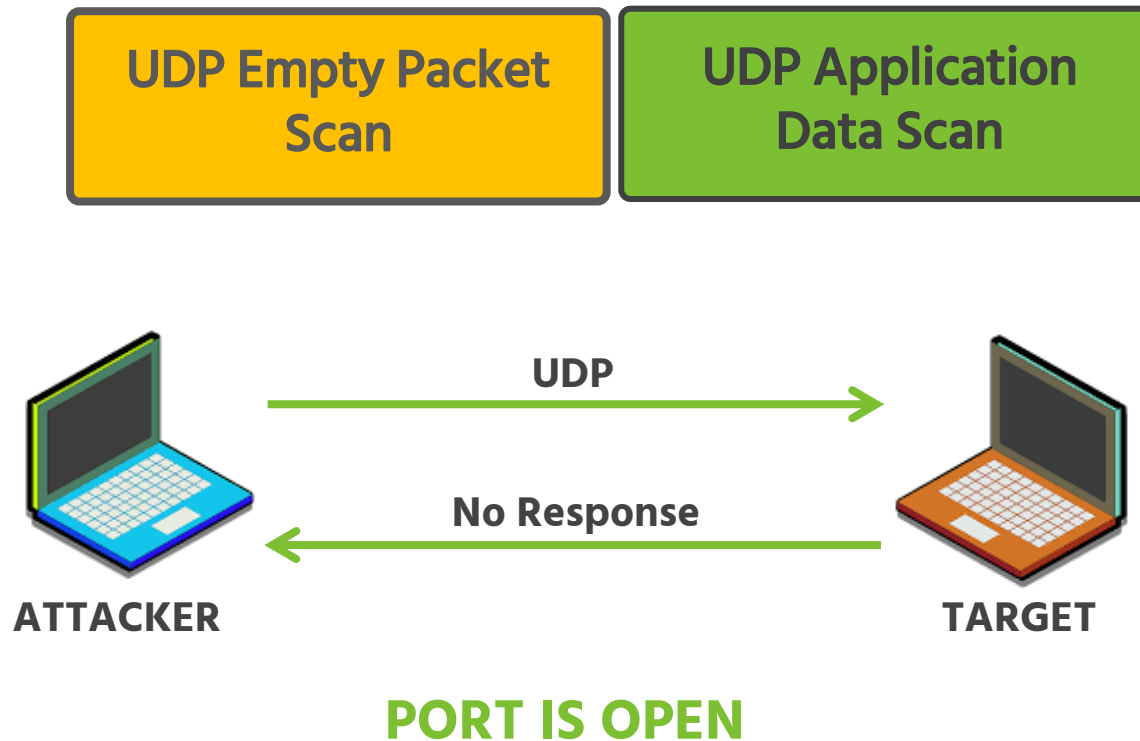 UDP Empty Packet
Scan
UDP Application
Data Scan
UDP
No Response
ATTACKER
TARGET
PORT IS OPEN